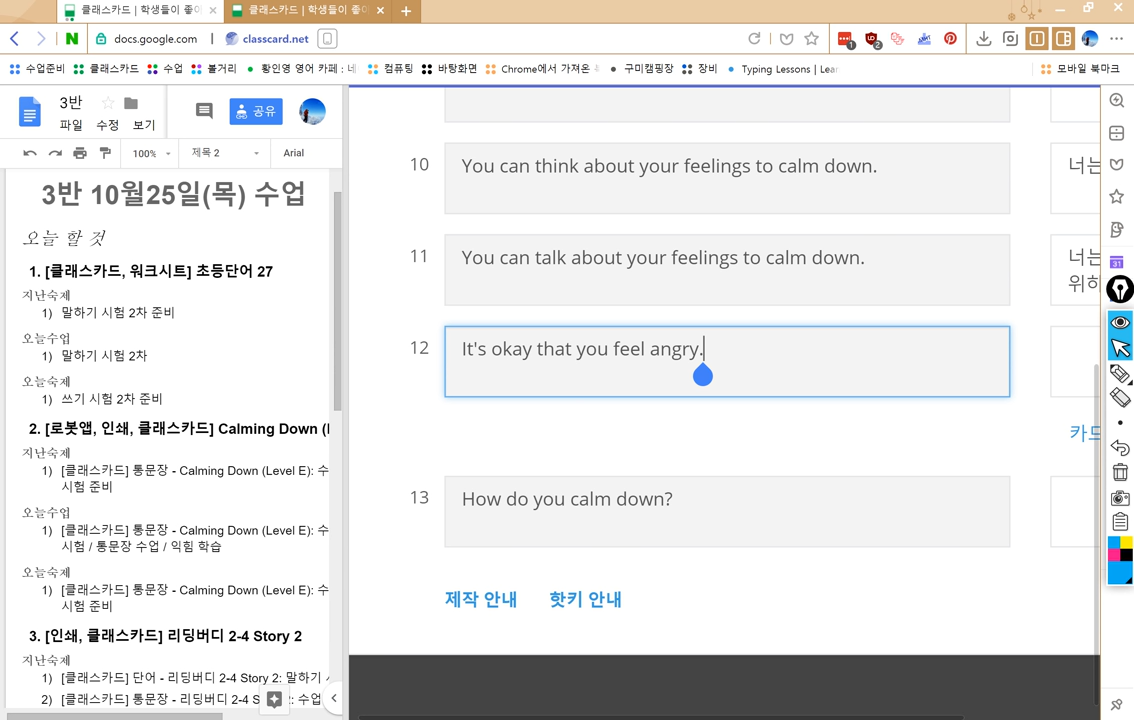 클래스카드 | 학생들이 좋아
클래스카드 | 학생들이 좋아
docs.google.com
classcard.net
1
2
수업준비
클래스카드
수업
볼거리
황인영 영어 카페 : 네
컴퓨팅
바탕화면
Chrome에서 가져온
구미캠핑장
장비
Typing Lessons | Lear
모바일 북마크
3반
파일 수정 보기
공유
100%
제목 2
Arial
3반 10월25일(목) 수업
오늘 할 것
1. [클래스카드, 워크시트] 초등단어 27
지난숙제
1) 말하기 시험 2차 준비
오늘수업
1) 말하기 시험 2차
오늘숙제
1) 쓰기 시험 2차 준비
2. [로봇앱, 인쇄, 클래스카드] Calming Down (I
지난숙제
1) [클래스카드] 통문장 - Calming Down (Level E): 수
시험 준비
오늘수업
1) [클래스카드] 통문장 - Calming Down (Level E): 수
시험 / 통문장 수업 / 익힘 학습
오늘숙제
1) [클래스카드] 통문장 - Calming Down (Level E): 수
시험 준비
3. [인쇄, 클래스카드] 리딩버디 2-4 Story 2
지난숙제
1) [클래스카드] 단어 - 리딩버디 2-4 Story 2: 말하기
2) [클래스카드] 통문장 - 리딩버디 2-4 S 2: 수업
10 You can think about your feelings to calm down.
너는
11 You can talk about your feelings to calm down.
너는
위하
12 It's okay that you feel angry.
카드
13 How do you calm down?
제작 안내 핫키 안내
31